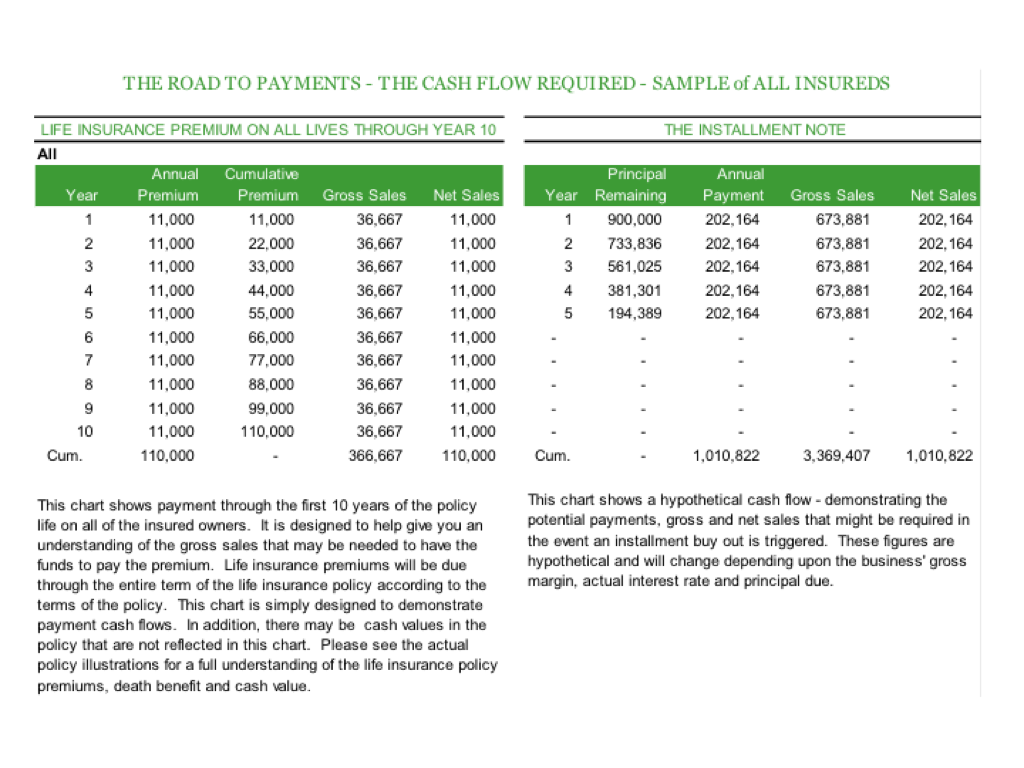 THE ROAD TO PAYMENTS - THE CASH FLOW REQUIRED - SAMPLE of ALL INSUREDS
LIFE INSURANCE PREMIUM ON ALL LIVES THROUGH YEAR 10
All
Annual Cumulative
Year Premium Premium Gross Sales Net Sales
1 11,000 11,000 36,667 11,000
2 11,000 22,000 36,667 11,000
3 11,000 33,000 36,667 11,000
4 11,000 44,000 36,667 11,000
5 11,000 55,000 36,667 11,000
6 11,000 66,000 36,667 11,000
7 11,000 77,000 36,667 11,000
8 11,000 88,000 36,667 11,000
9 11,000 99,000 36,667 11,000
10 11,000 110,000 36,667 11,000
Cum. 110,000 - 366,667 110,000
This chart shows payment through the first 10 years of the policy
life on all of the insured owners. It is designed to help give you an
understanding of the gross sales that may be needed to have the
funds to pay the premium. Life insurance premiums will be due
through the entire term of the life insurance policy according to the
terms of the policy. This chart is simply designed to demonstrate
payment cash flows. In addition, there may be cash values in the
policy that are not reflected in this chart. Please see the actual
policy illustrations for a full understanding of the life insurance policy
premiums, death benefit and cash value.
THE INSTALLMENT NOTE
Principal Annual
Year Remaining Payment Gross Sales Net Sales
1 900,000 202,164 673,881 202,164
2 733,836 202,164 673,881 202,164
3 561,025 202,164 673,881 202,164
4 381,301 202,164 673,881 202,164
5 194,389 202,164 673,881 202,164
- - - - -
- - - - -
- - - - -
- - - - -
- - - - -
Cum. - 1,010,822 3,369,407 1,010,822
This chart shows a hypothetical cash flow - demonstrating the
potential payments, gross and net sales that might be required in
the event an installment buy out is triggered. These figures are
hypothetical and will change depending upon the business' gross
margin, actual interest rate and principal due.